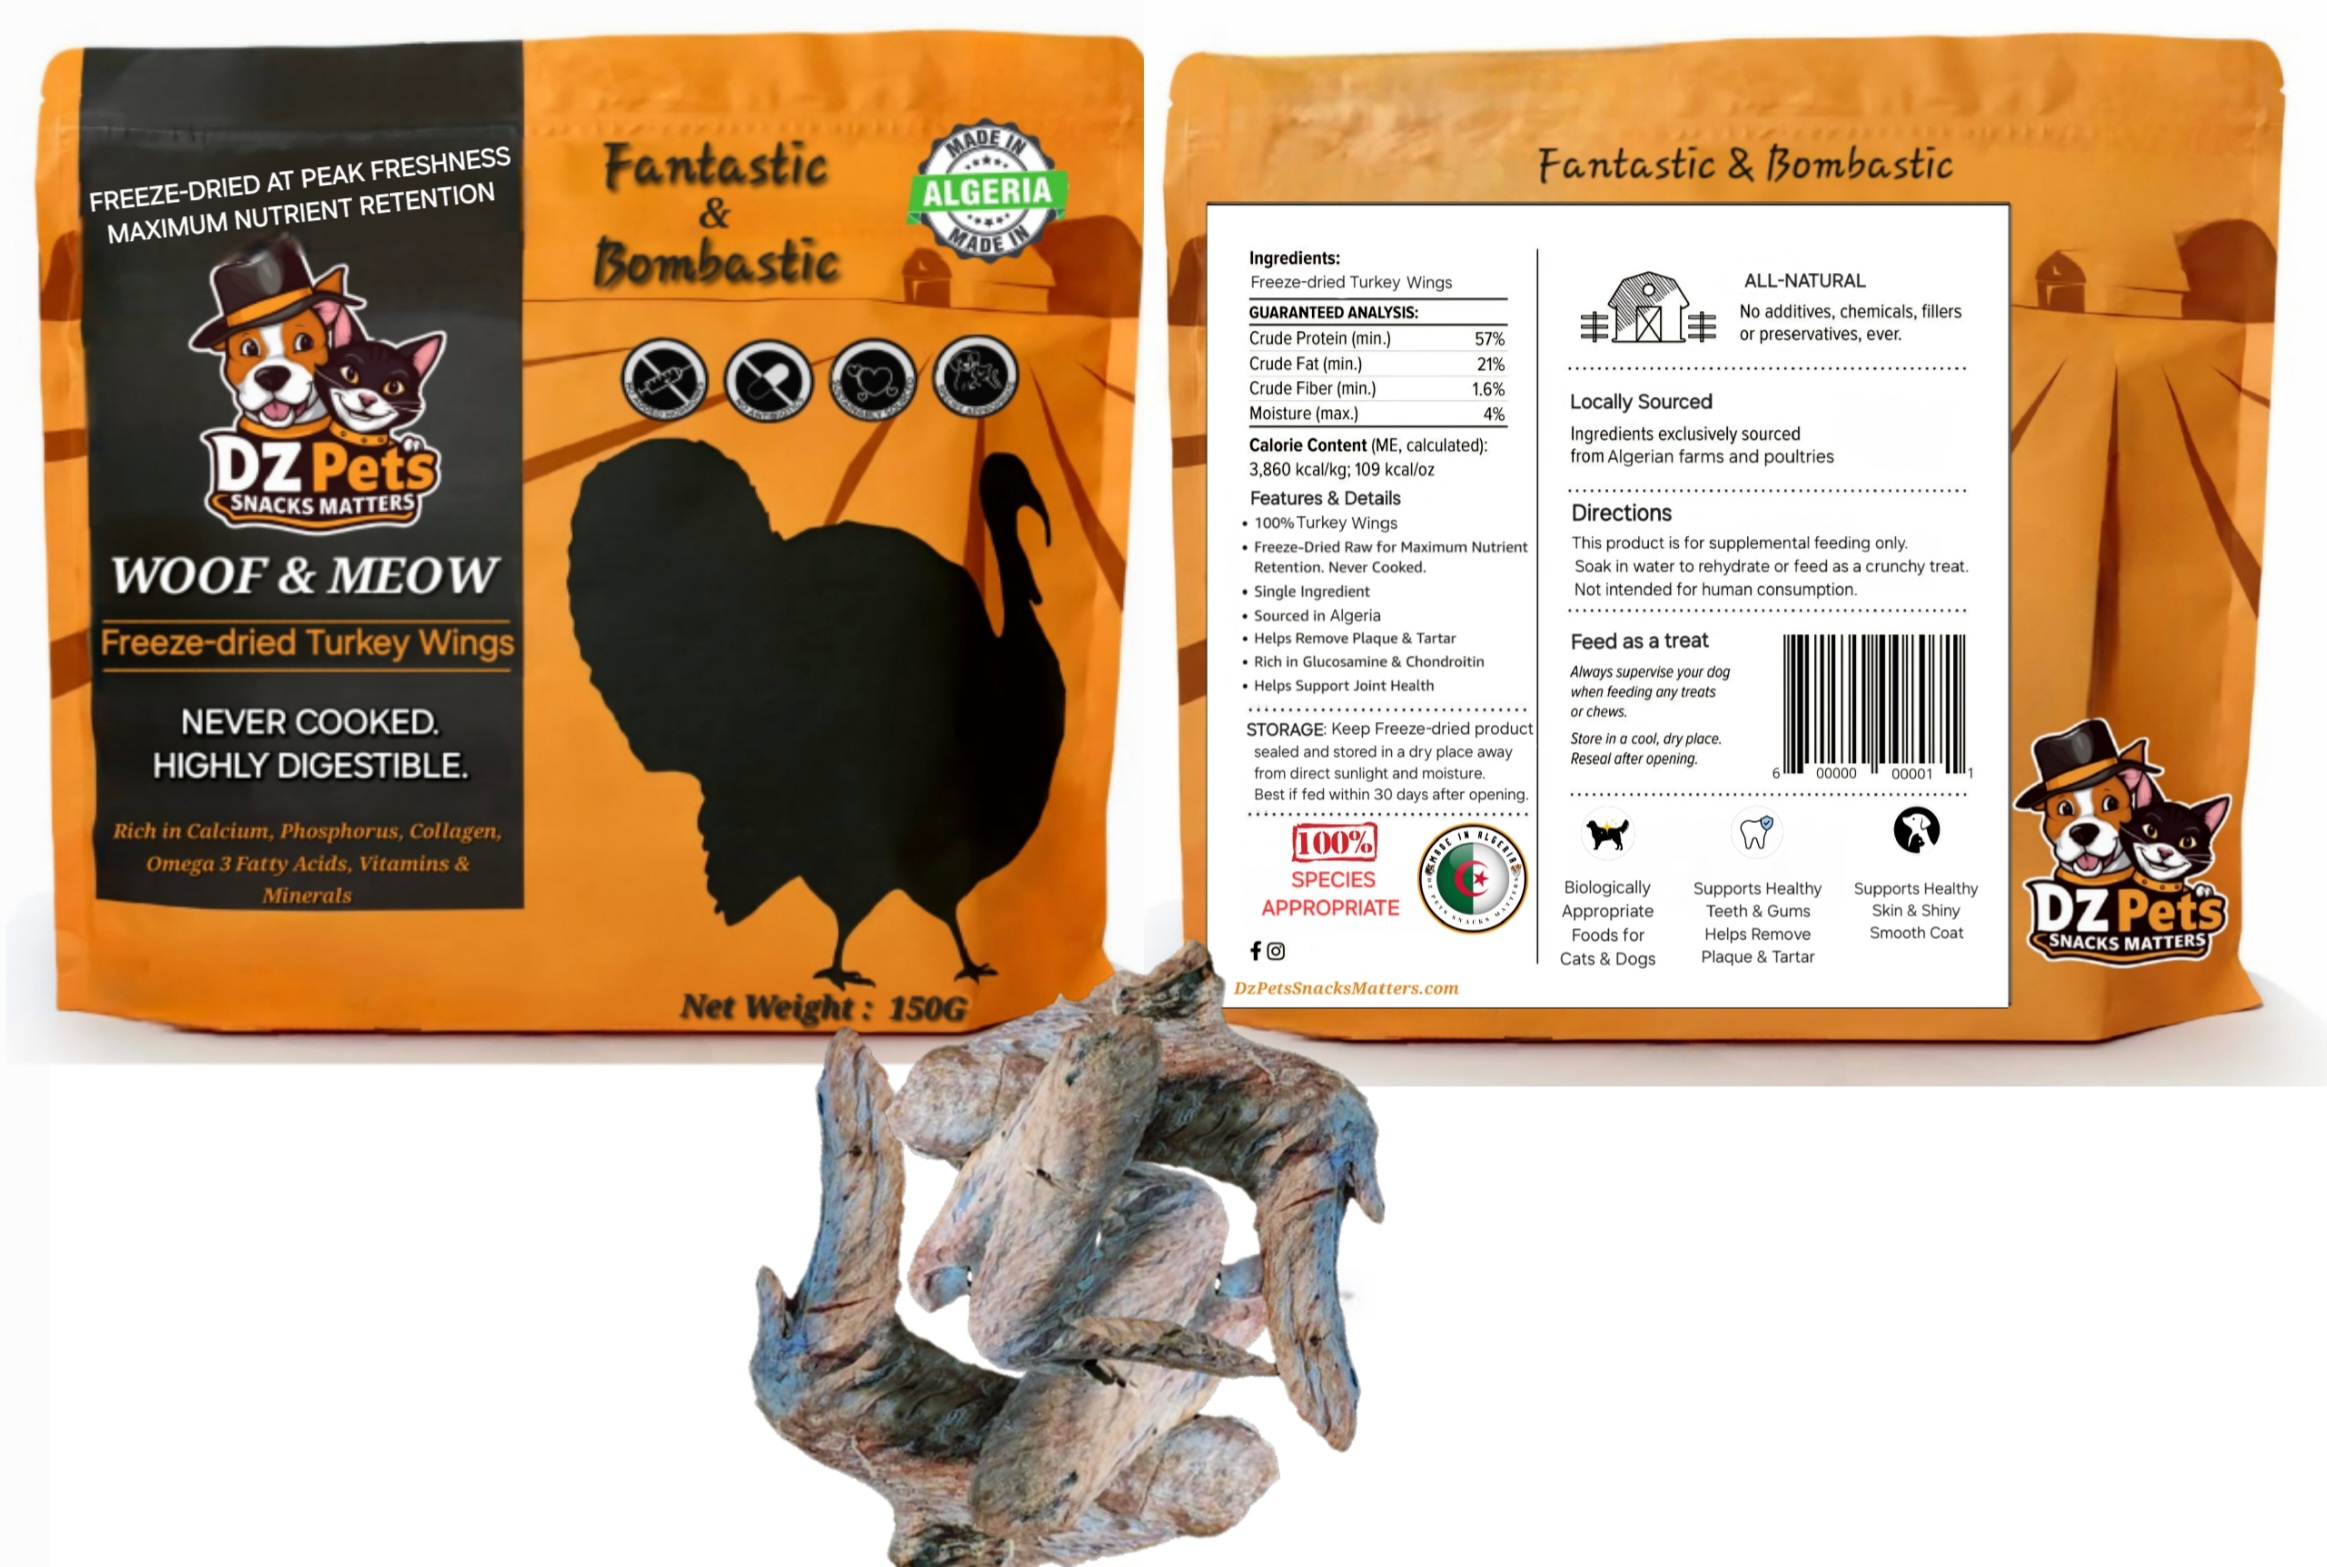 FREEZE-DRIED AT PEAK FRESHNESS
MAXIMUM NUTRIENT RETENTION
DZ Pets
SNACKS MATTERS
WOOF & MEOW
Freeze-dried Turkey Wings
NEVER COOKED.
HIGHLY DIGESTIBLE.
Rich in Calcium, Phosphorus, Collagen,
Omega 3 Fatty Acids, Vitamins &
Minerals
Fantastic
&
Bombastic
MADE IN
ALGERIA
MADE IN
NO ANTIBIOTICS
SUSTAINABLY SOURCED
Net Weight : 150G
Fantastic & Bombastic
Ingredients:
Freeze-dried Turkey Wings
GUARANTEED ANALYSIS:
Crude Protein (min.) 57%
Crude Fat (min.) 21%
Crude Fiber (min.) 1.6%
Moisture (max.) 4%
Calorie Content (ME, calculated):
3,860 kcal/kg; 109 kcal/oz
Features & Details
• 100% Turkey Wings
• Freeze-Dried Raw for Maximum Nutrient
Retention. Never Cooked.
• Single Ingredient
• Sourced in Algeria
• Helps Remove Plaque & Tartar
• Rich in Glucosamine & Chondroitin
• Helps Support Joint Health
STORAGE: Keep Freeze-dried product
sealed and stored in a dry place away
from direct sunlight and moisture.
Best if fed within 30 days after opening.
100%
SPECIES
APPROPRIATE
MADE IN ALGERIA
DZ PETS SNACKS MATTERS
DzPetsSnacksMatters.com
ALL-NATURAL
No additives, chemicals, fillers
or preservatives, ever.
Locally Sourced
Ingredients exclusively sourced
from Algerian farms and poultries
Directions
This product is for supplemental feeding only.
Soak in water to rehydrate or feed as a crunchy treat.
Not intended for human consumption.
Feed as a treat
Always supervise your dog
when feeding any treats
or chews.
Store in a cool, dry place.
Reseal after opening.
6 00000 00001 1
Biologically
Appropriate
Foods for
Cats & Dogs
Supports Healthy
Teeth & Gums
Helps Remove
Plaque & Tartar
Supports Healthy
Skin & Shiny
Smooth Coat
DZ Pets
SNACKS MATTERS